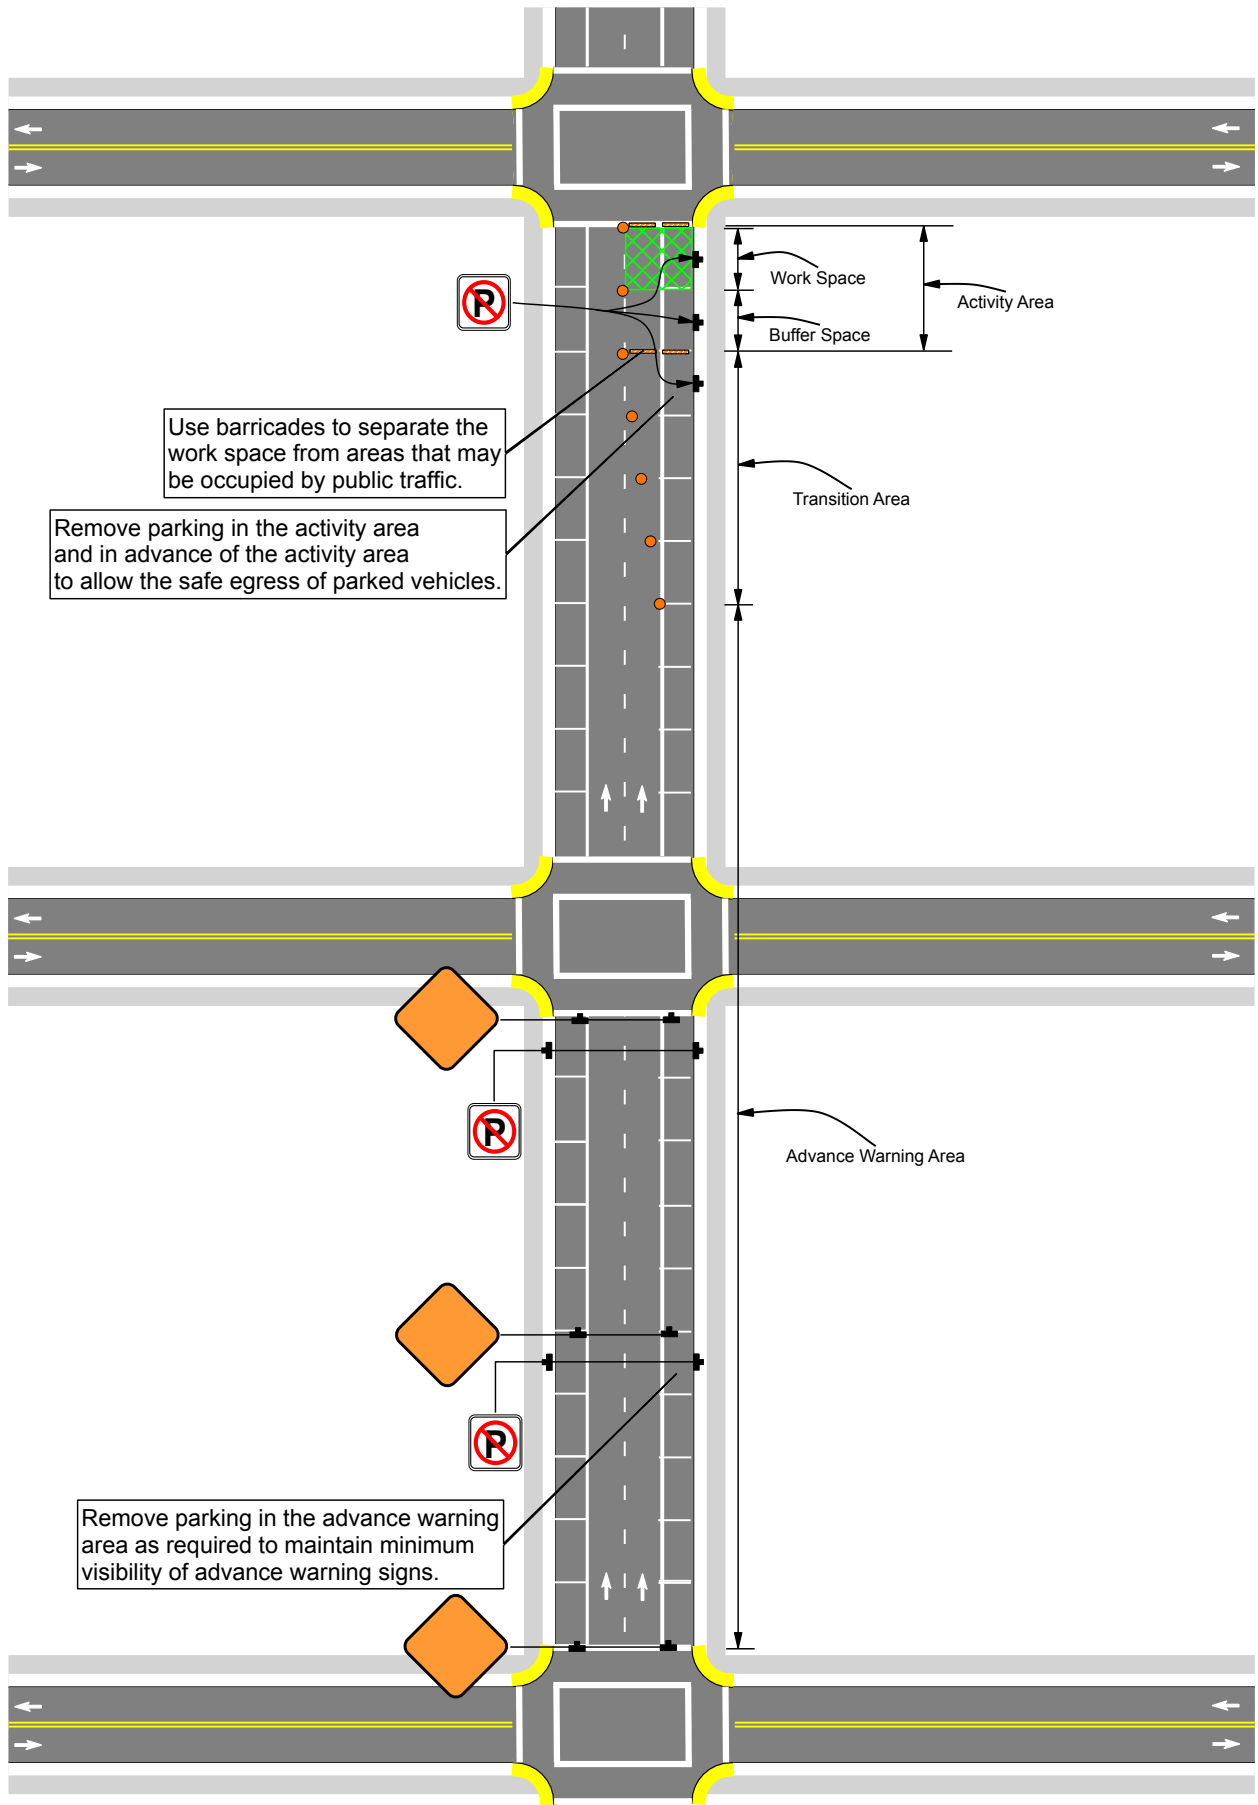 Work Space
Activity Area
P
Buffer Space
Use barricades to separate the
work space from areas that may
be occupied by public traffic.
Transition Area
Remove parking in the activity area
and in advance of the activity area
to allow the safe egress of parked vehicles.
P
Advance Warning Area
P
Remove parking in the advance warning
area as required to maintain minimum
visibility of advance warning signs.